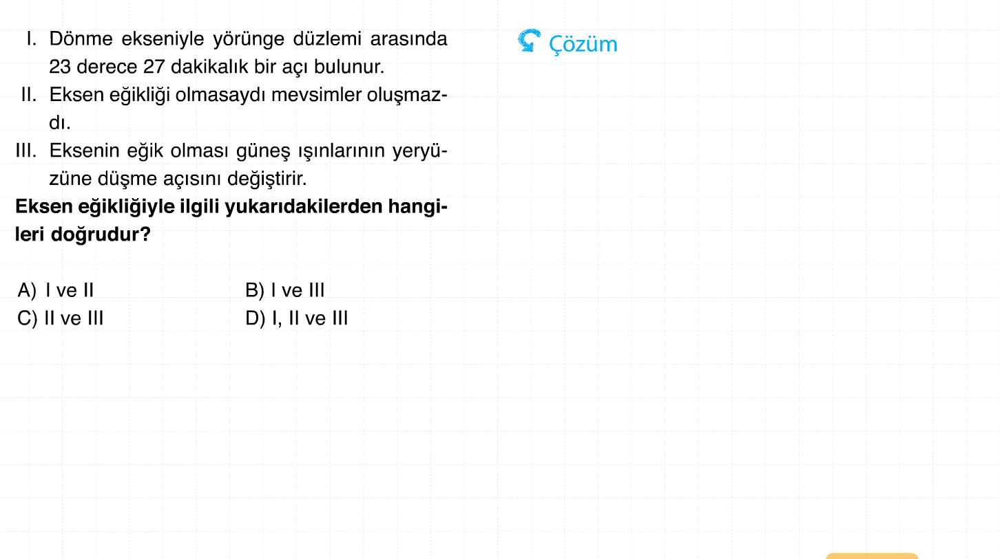 I. Dönme ekseniyle yörünge düzlemi arasında
23 derece 27 dakikalık bir açı bulunur.
II. Eksen eğikliği olmasaydı mevsimler oluşmaz-
dı.
III. Eksenin eğik olması güneş ışınlarının yeryü-
züne düşme açısını değiştirir.
Eksen eğikliğiyle ilgili yukarıdakilerden hangi-
leri doğrudur?
A) I ve II B) I ve III
C) II ve III D) I, II ve III
Çözüm